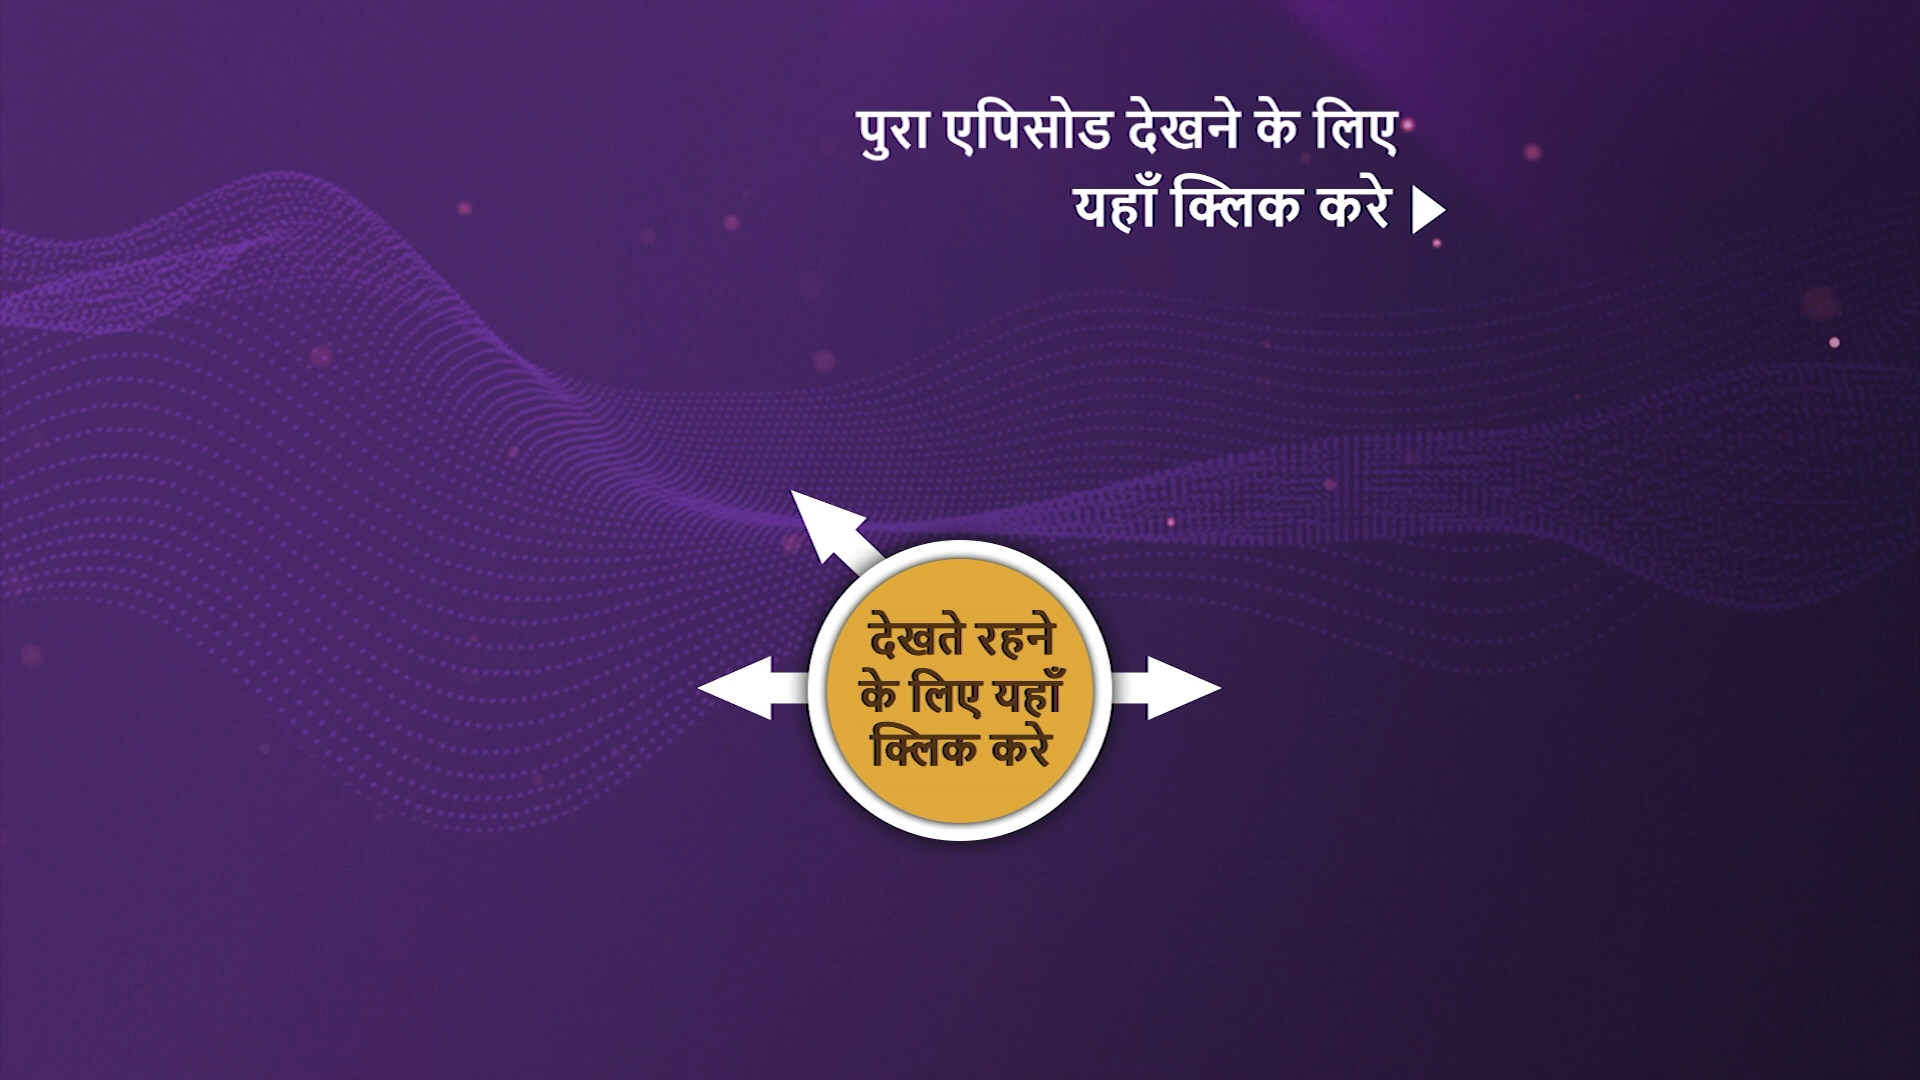 पुरा एपिसोड देखने के लिए
यहाँ क्लिक करे
देखते रहने
के लिए यहाँ
क्लिक करे